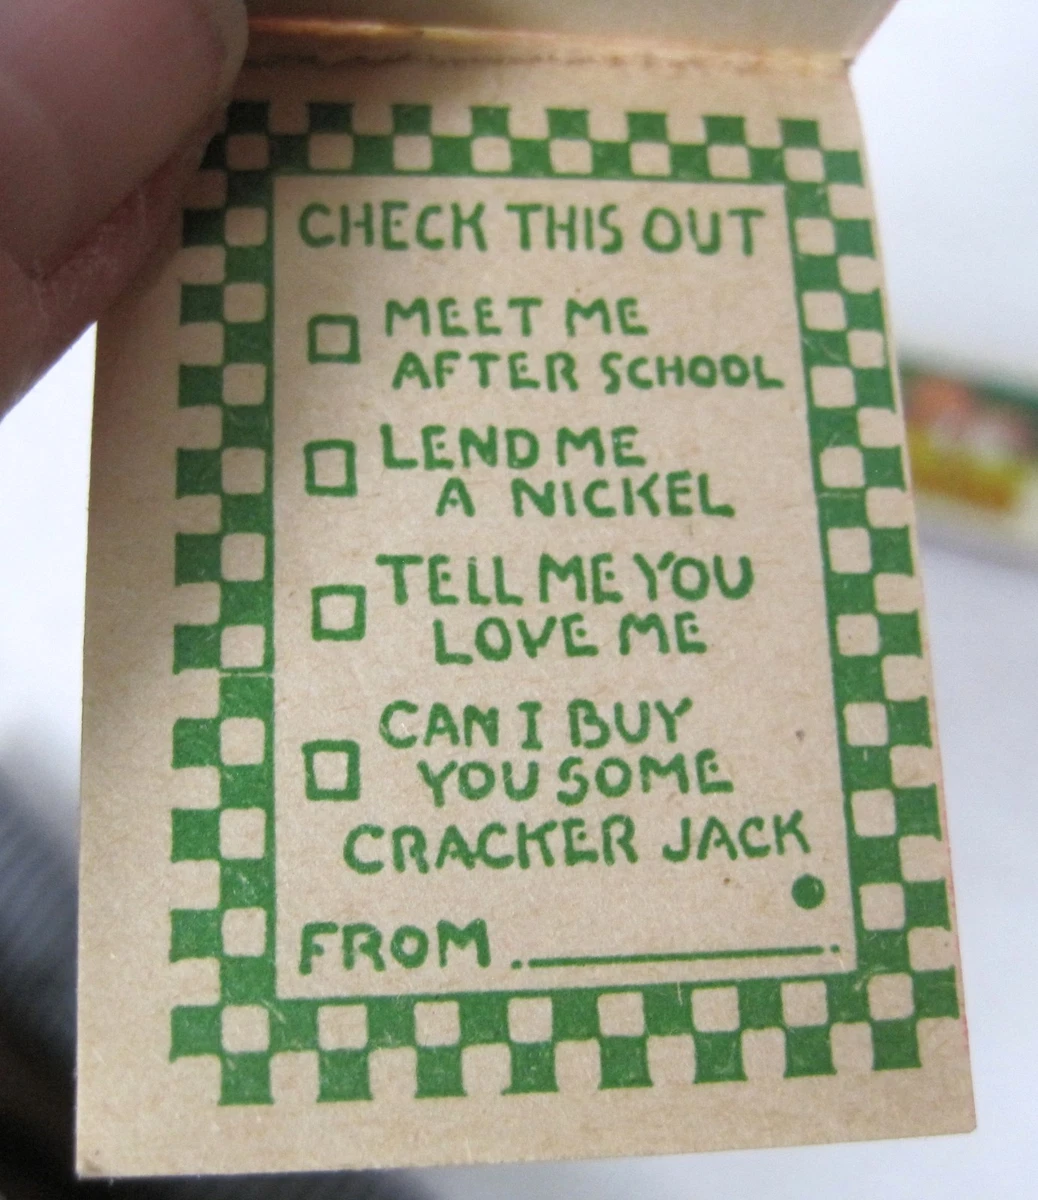 CHECK THIS OUT
MEET ME
AFTER SCHOOL
LEND ME
A NICKEL
TELL ME YOU
LOVE ME
CAN I BUY
YOU SOME
CRACKER JACK
FROM